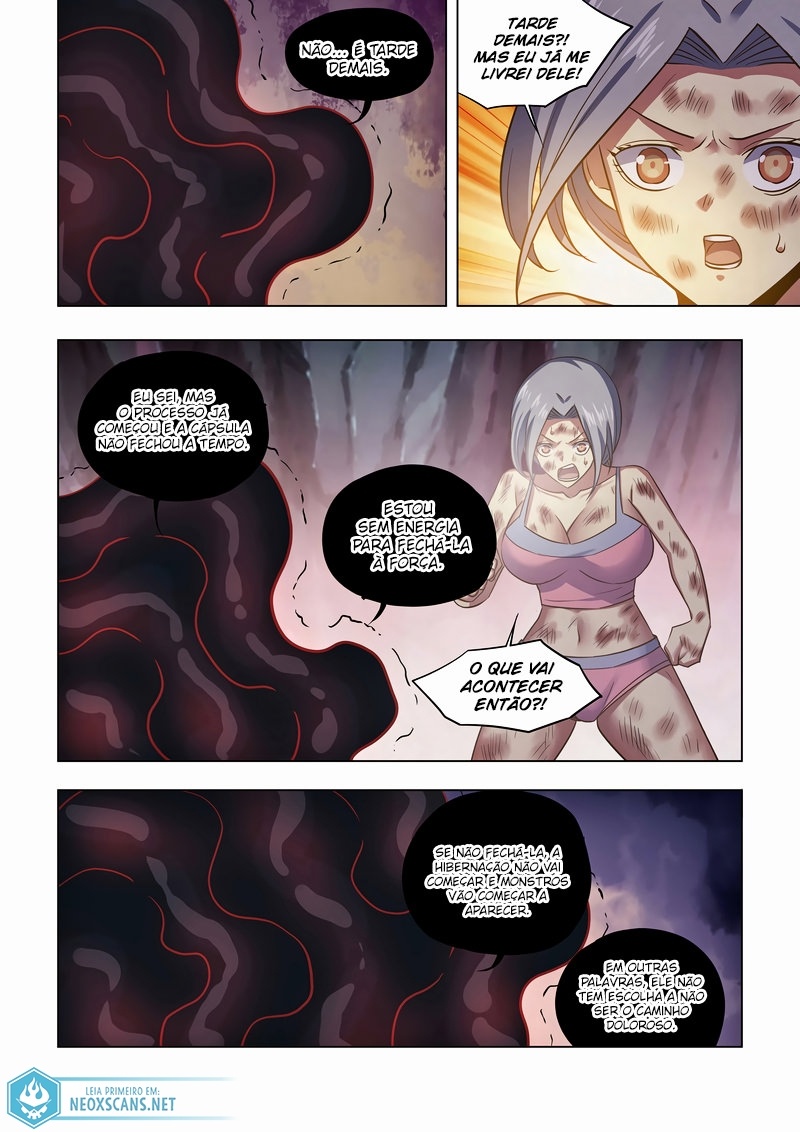 NÃO... É TARDE
DEMAIS.
TARDE
DEMAIS?!
MAS EU JÁ ME
LIVREI DELE!
EU SEI, MAS
O PROCESSO JÁ
COMEÇOU E A CÁPSULA
NÃO FECHOU A TEMPO.
ESTOU
SEM ENERGIA
PARA FECHÁ-LA
À FORÇA.
O QUE VAI
ACONTECER
ENTÃO?!
SE NÃO FECHÁ-LA, A
HIBERNAÇÃO NÃO VAI
COMEÇAR E MONSTROS
VÃO COMEÇAR A
APARECER.
EM OUTRAS
PALAVRAS, ELE NÃO
TEM ESCOLHA A NÃO
SER O CAMINHO
DOLOROSO.
LEIA PRIMEIRO EM:
NEOXSCANS.NET